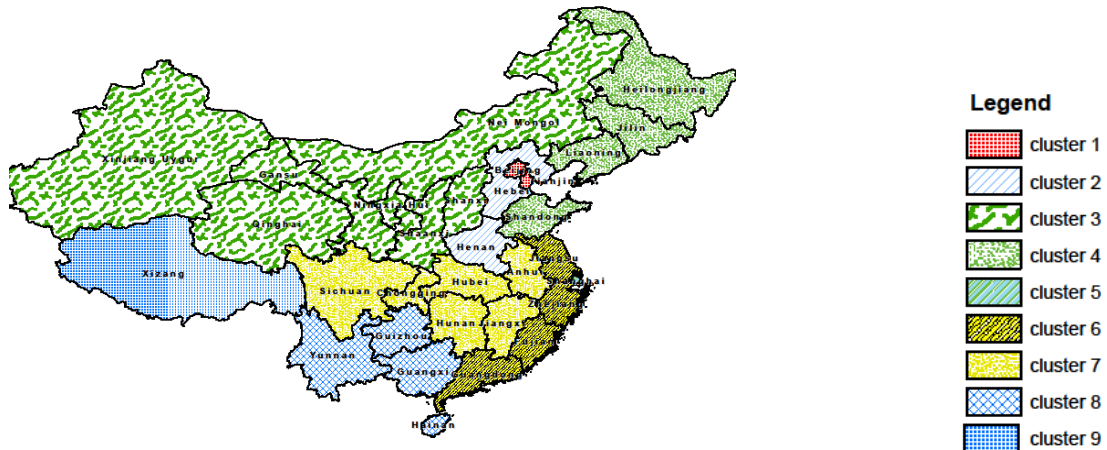 Heilongjiang
Jilin
Nei Mongol
Liaoning
Xinjiang Uygur
Gansu
Hebei
Shanxi
Ningxia Hui
Shandong
Qinghai
Shaanxi
Henan
Jiangsu
Anhui
Shanghai
Xizang
Hubei
Sichuan
Chongqing
Zhejiang
Hunan
Jiangxi
Guizhou
Fujian
Yunnan
Guangxi
Guangdong
Hainan
Legend
cluster 1
cluster 2
cluster 3
cluster 4
cluster 5
cluster 6
cluster 7
cluster 8
cluster 9